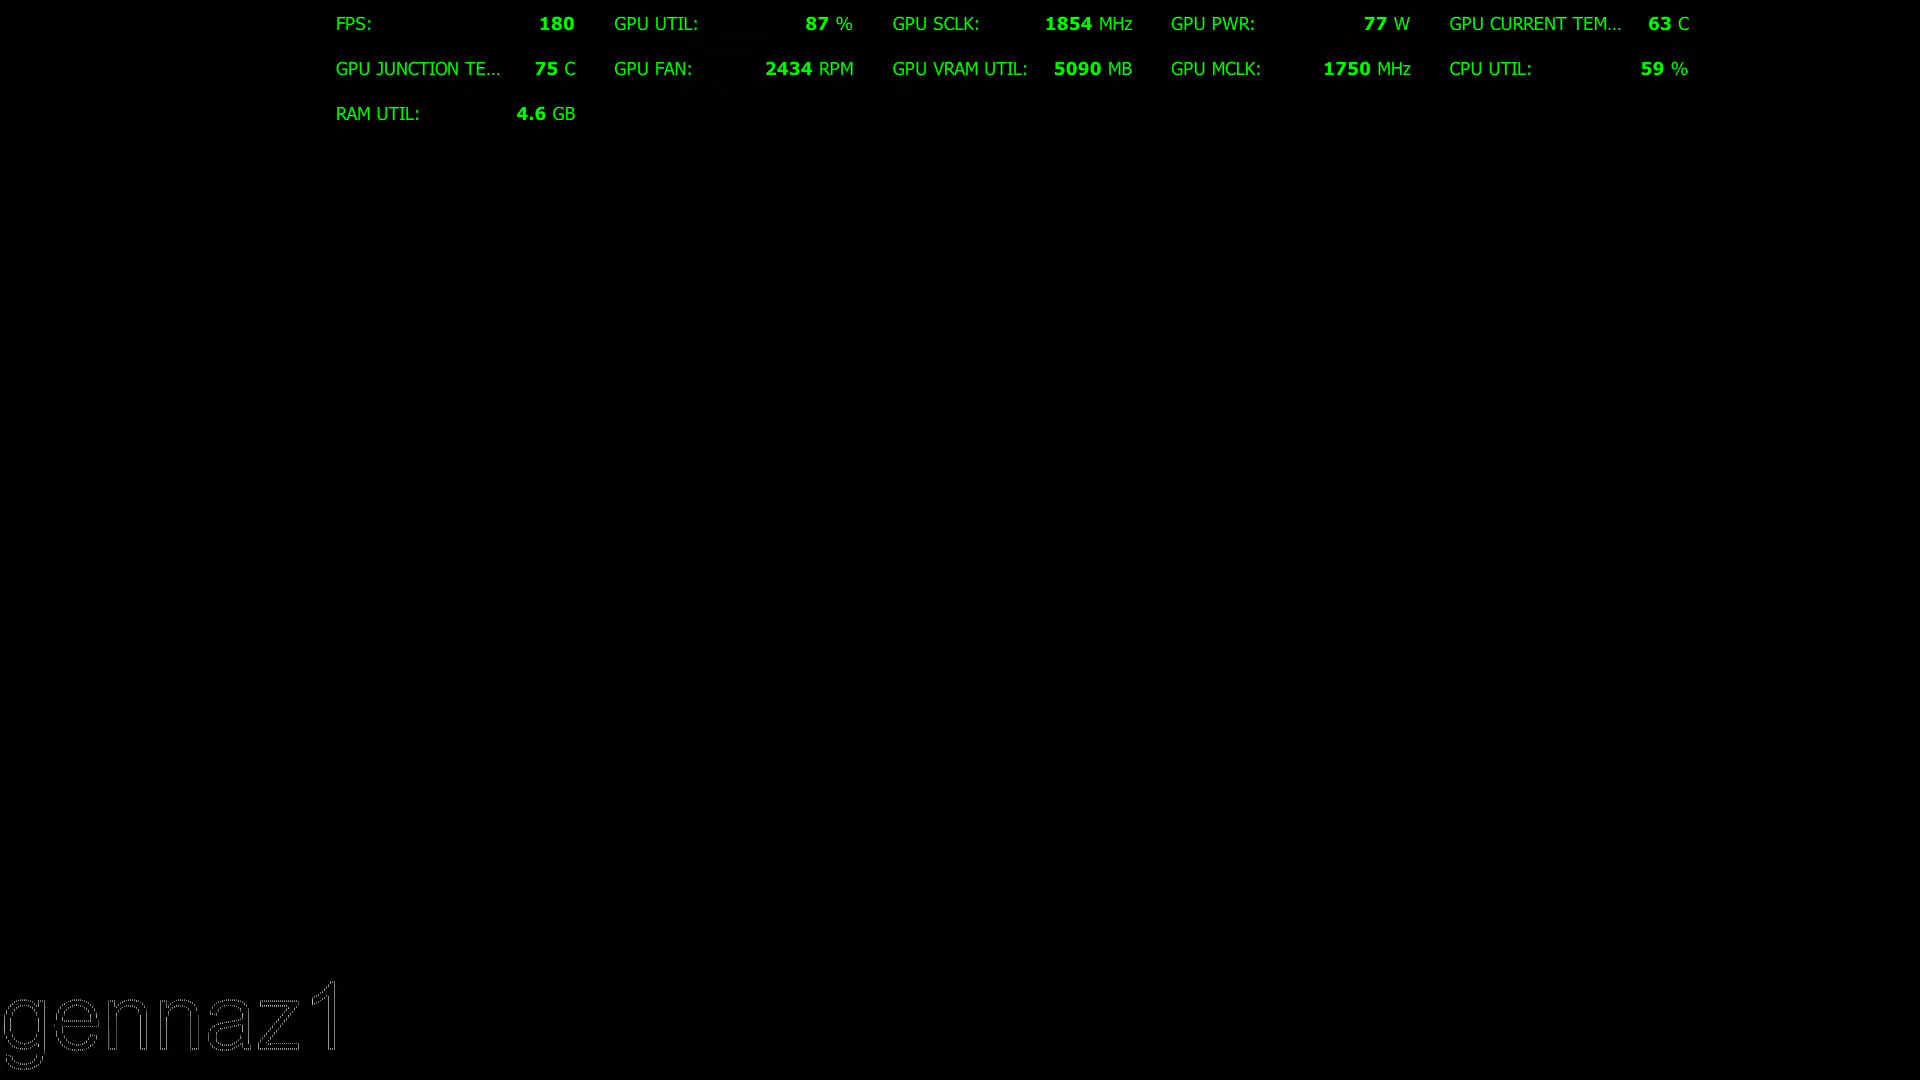 FPS: 180 GPU UTIL: 87 % GPU SCLK: 1854 MHz GPU PWR: 77 W GPU CURRENT TEM... 63 C
GPU JUNCTION TE... 75 C GPU FAN: 2434 RPM GPU VRAM UTIL: 5090 MB GPU MCLK: 1750 MHz CPU UTIL: 59 %
RAM UTIL: 4.6 GB
gennaz1